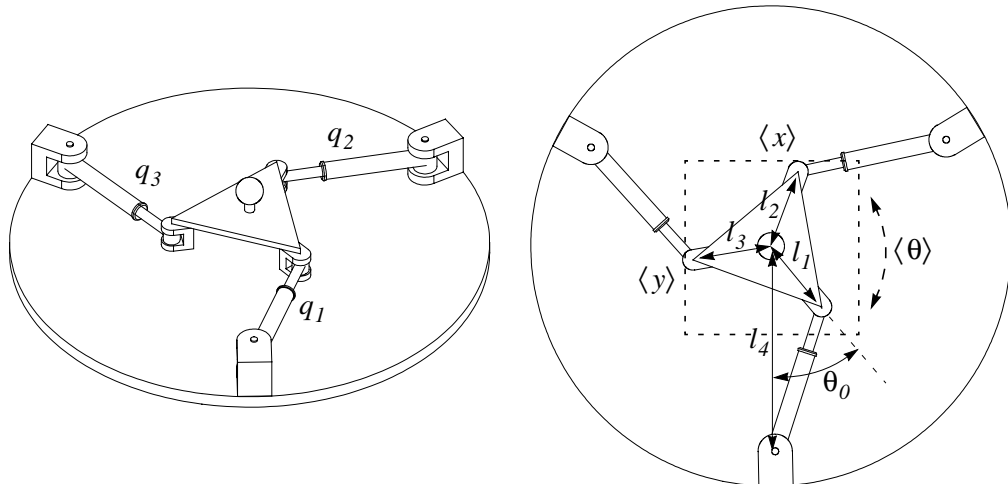 q₂
q₃
q₁
⟨x⟩
l₂
l₃
l₁
⟨θ⟩
⟨y⟩
l₄
θ₀